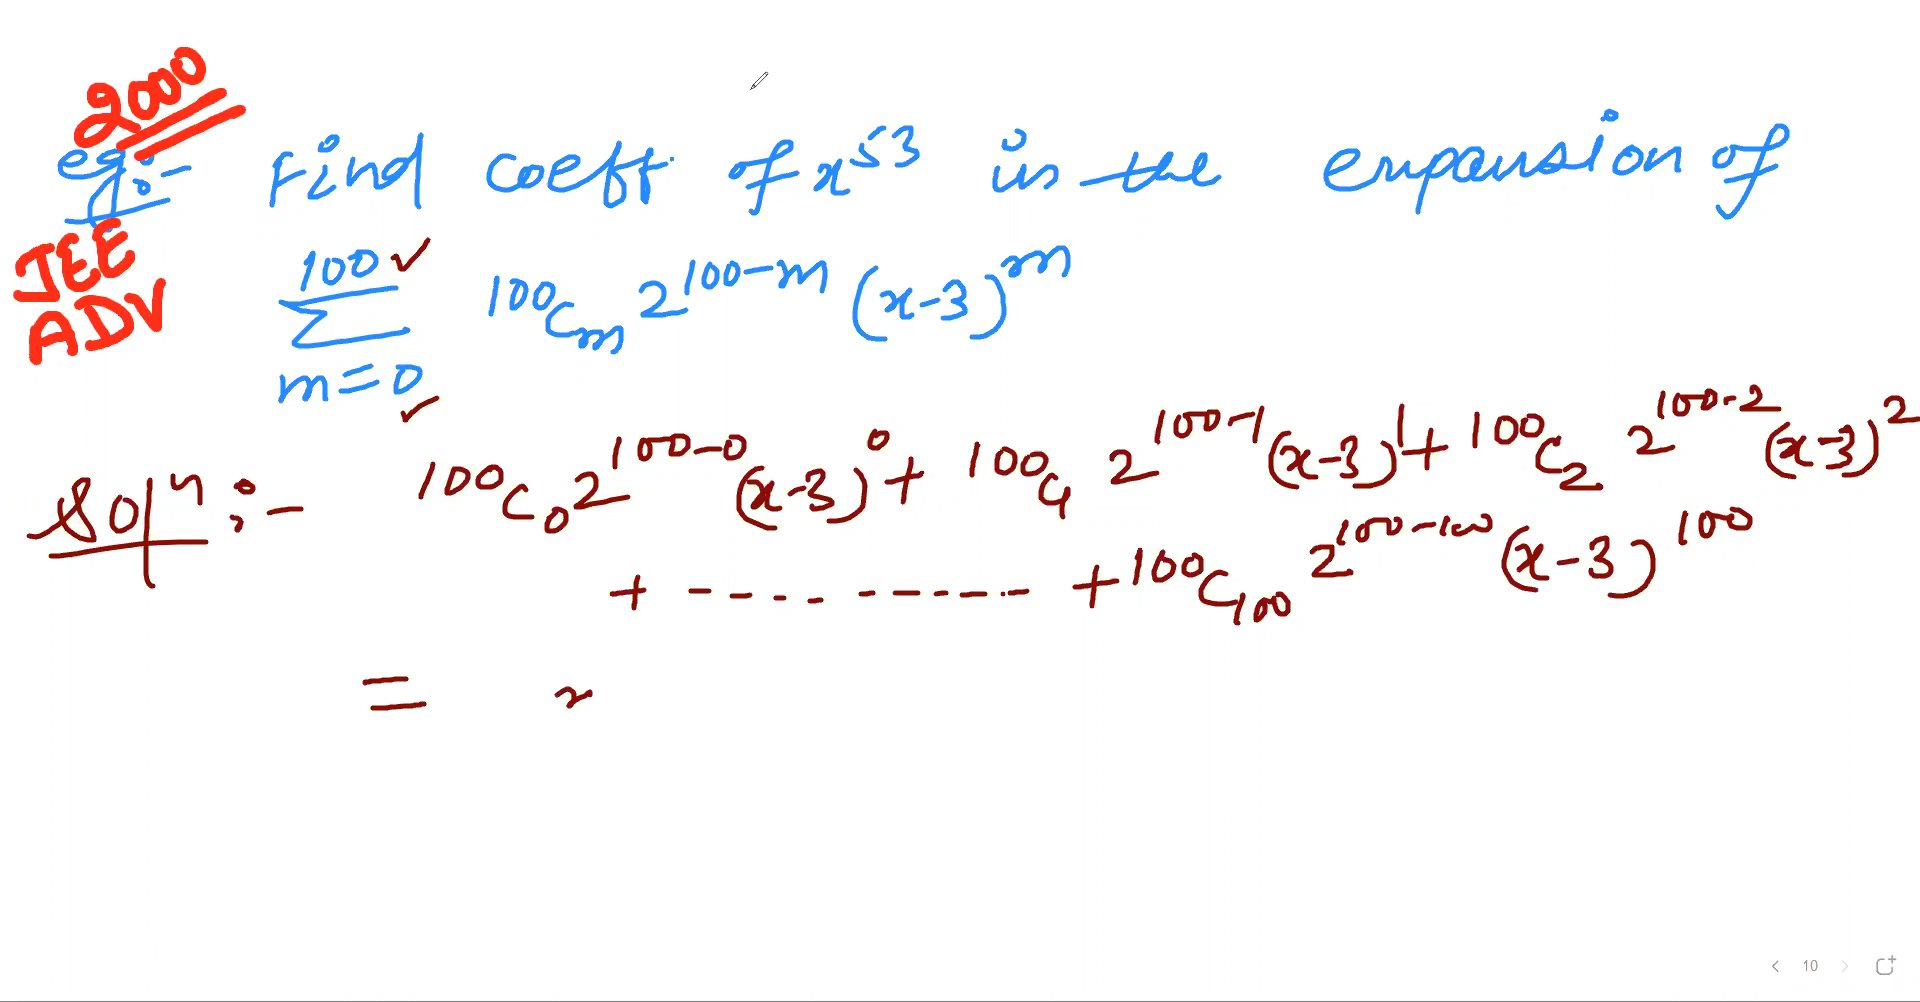 2000
eg:- Find coeff. of x^53 in the expansion of
JEE ADV
100 ✓
∑ 100Cm 2^100-m (x-3)^m
m=0 ✓
Sol^n :- 100C0 2^100-0 (x-3)^0 + 100C1 2^100-1 (x-3)^1 + 100C2 2^100-2 (x-3)^2
+ ------------ + 100C100 2^100-100 (x-3)^100
=
10